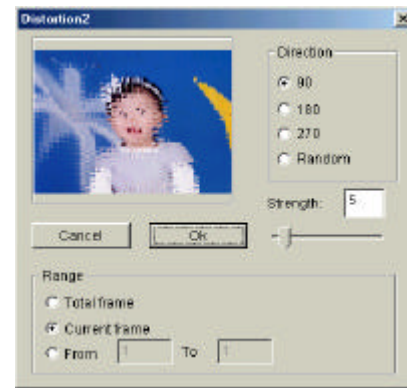 Distortion2
Direction
90
180
270
Random
Strength: 5
Cancel Ok
Range
Total frame
Current frame
From 1 To 1